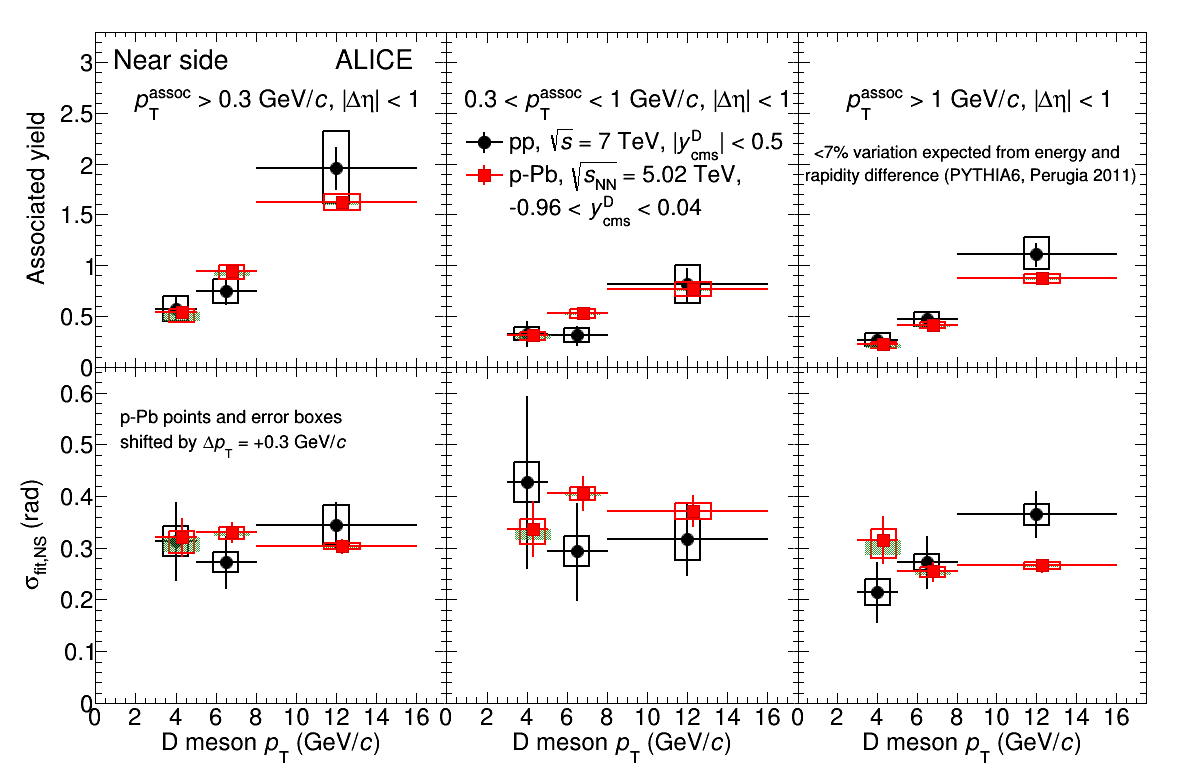 Near side ALICE
p_T^assoc > 0.3 GeV/c, |Δη| < 1
0.3 < p_T^assoc < 1 GeV/c, |Δη| < 1
pp, √s = 7 TeV, |y_cms^D| < 0.5
p-Pb, √s_NN = 5.02 TeV,
-0.96 < y_cms^D < 0.04
p_T^assoc > 1 GeV/c, |Δη| < 1
<7% variation expected from energy and
rapidity difference (PYTHIA6, Perugia 2011)
Associated yield
3
2.5
2
1.5
1
0.5
0
p-Pb points and error boxes
shifted by Δp_T = +0.3 GeV/c
σ_fit,NS (rad)
0.6
0.5
0.4
0.3
0.2
0.1
0
0 2 4 6 8 10 12 14 16
0 2 4 6 8 10 12 14 16
0 2 4 6 8 10 12 14 16
D meson p_T (GeV/c)
D meson p_T (GeV/c)
D meson p_T (GeV/c)